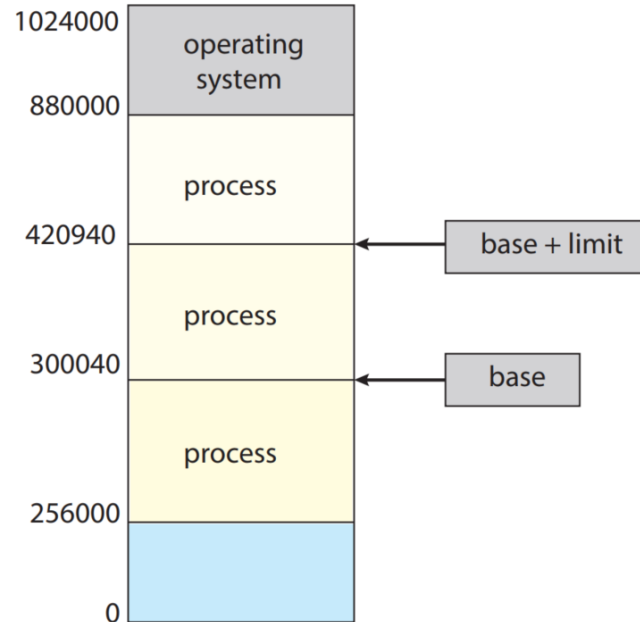 1024000
operating
system
880000
process
420940
base + limit
process
300040
base
process
256000
0